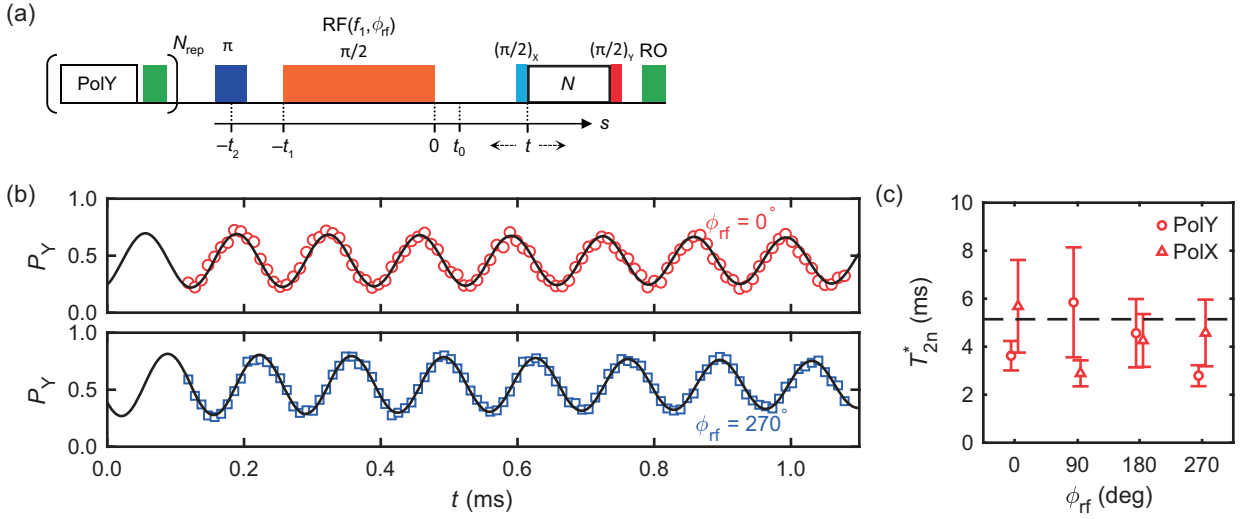 (a)
RF(f₁,ϕrf)
Nrep π π/2 (π/2)X (π/2)Y RO
PolY N
s
–t₂ –t₁ 0 t₀ t
(b)
1.0
0.5
0.0
PY
ϕrf = 0°
1.0
0.5
0.0
PY
ϕrf = 270°
0.0 0.2 0.4 0.6 0.8 1.0
t (ms)
(c)
10
8
6
4
2
0
T*2n (ms)
PolY
PolX
0 90 180 270
ϕrf (deg)